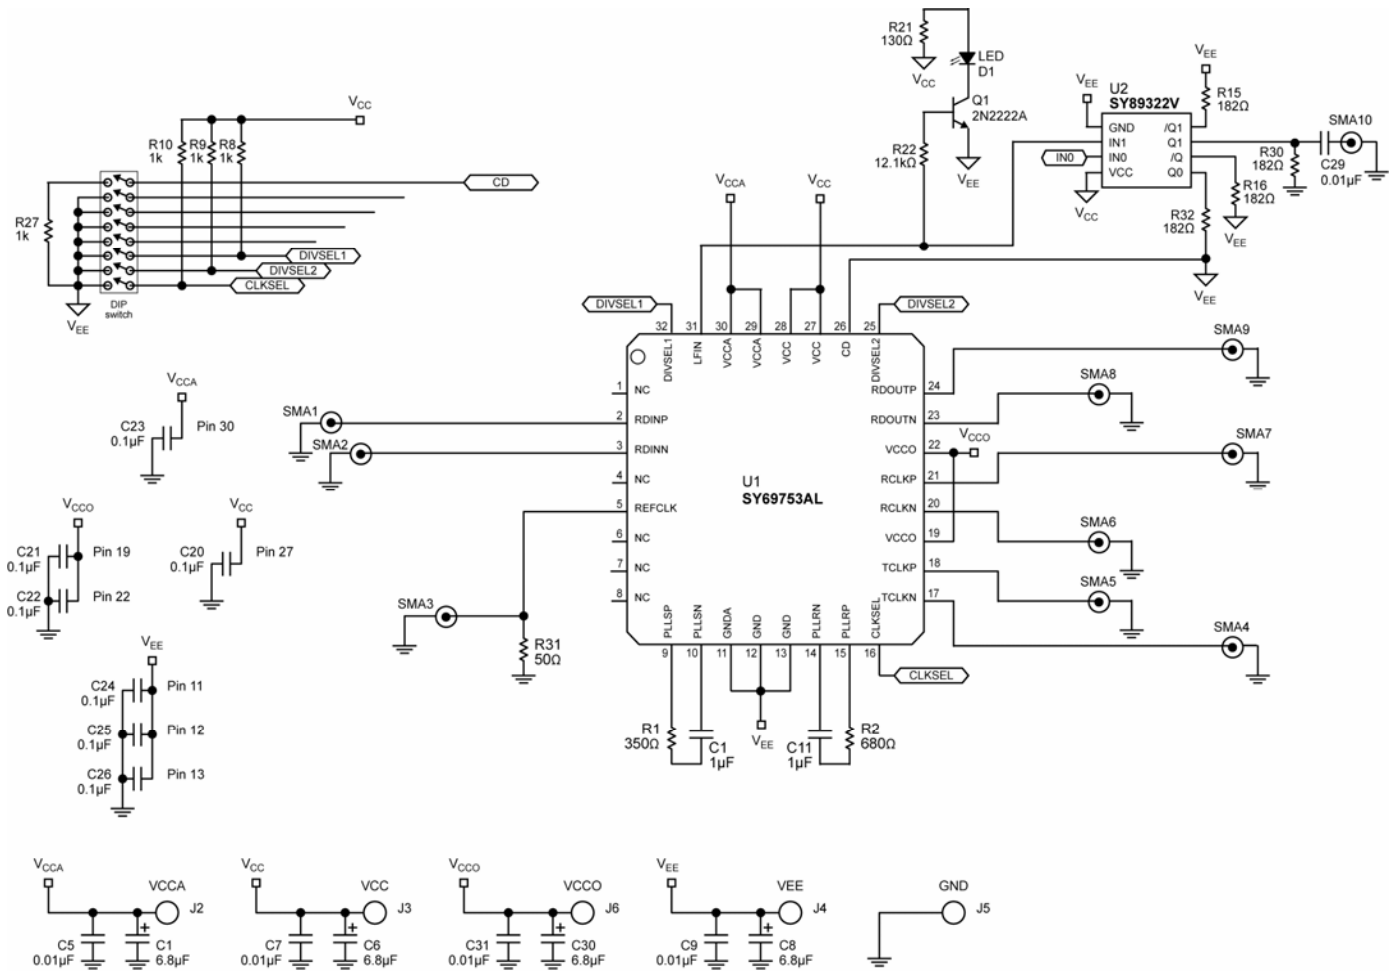 R21
130Ω
VCC
LED
D1
Q1
2N2222A
VEE
R22
12.1kΩ
VEE
U2
SY89322V
GND
IN1
IN0
VCC
/Q1
Q1
/Q
Q0
IN0
VCC
VEE
R15
182Ω
SMA10
R30
182Ω
C29
0.01µF
R16
182Ω
VEE
R32
182Ω
VEE
VCC
R10
1k
R9
1k
R8
1k
CD
R27
1k
DIVSEL1
DIVSEL2
CLKSEL
DIP
switch
VEE
VCCA
VCC
DIVSEL1
DIVSEL2
32
31
30
29
28
27
26
25
DIVSEL1
LFIN
VCCA
VCCA
VCC
VCC
CD
DIVSEL2
1
NC
2
RDINP
3
RDINN
4
NC
5
REFCLK
6
NC
7
NC
8
NC
U1
SY69753AL
RDOUTP
24
RDOUTN
23
VCCO
22
RCLKP
21
RCLKN
20
VCCO
19
TCLKP
18
TCLKN
17
PLLSP
PLLSN
GNDA
GND
GND
PLLRN
PLLRP
CLKSEL
9
10
11
12
13
14
15
16
CLKSEL
VCCO
SMA9
SMA8
SMA7
SMA6
SMA5
SMA4
SMA1
SMA2
SMA3
R31
50Ω
R1
350Ω
C1
1µF
VEE
C11
1µF
R2
680Ω
VCCA
C23
0.1µF
Pin 30
VCCO
C21
0.1µF
Pin 19
C22
0.1µF
Pin 22
VCC
C20
0.1µF
Pin 27
VEE
C24
0.1µF
Pin 11
C25
0.1µF
Pin 12
C26
0.1µF
Pin 13
VCCA
VCCA
J2
C5
0.01µF
+
C1
6.8µF
VCC
VCC
J3
C7
0.01µF
+
C6
6.8µF
VCCO
VCCO
J6
C31
0.01µF
+
C30
6.8µF
VEE
VEE
J4
C9
0.01µF
+
C8
6.8µF
GND
J5